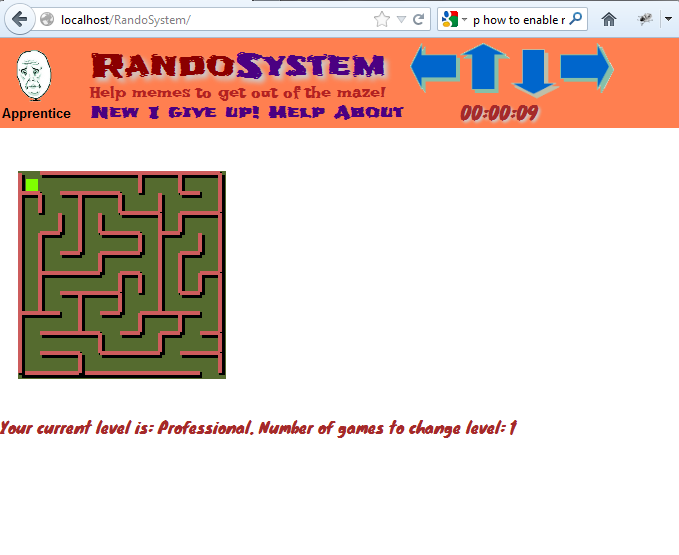 localhost/RandoSystem/
p how to enable r
RandoSystem
Help memes to get out of the maze!
Apprentice
New I give up! Help About
00:00:09
Your current level is: Professional. Number of games to change level: 1